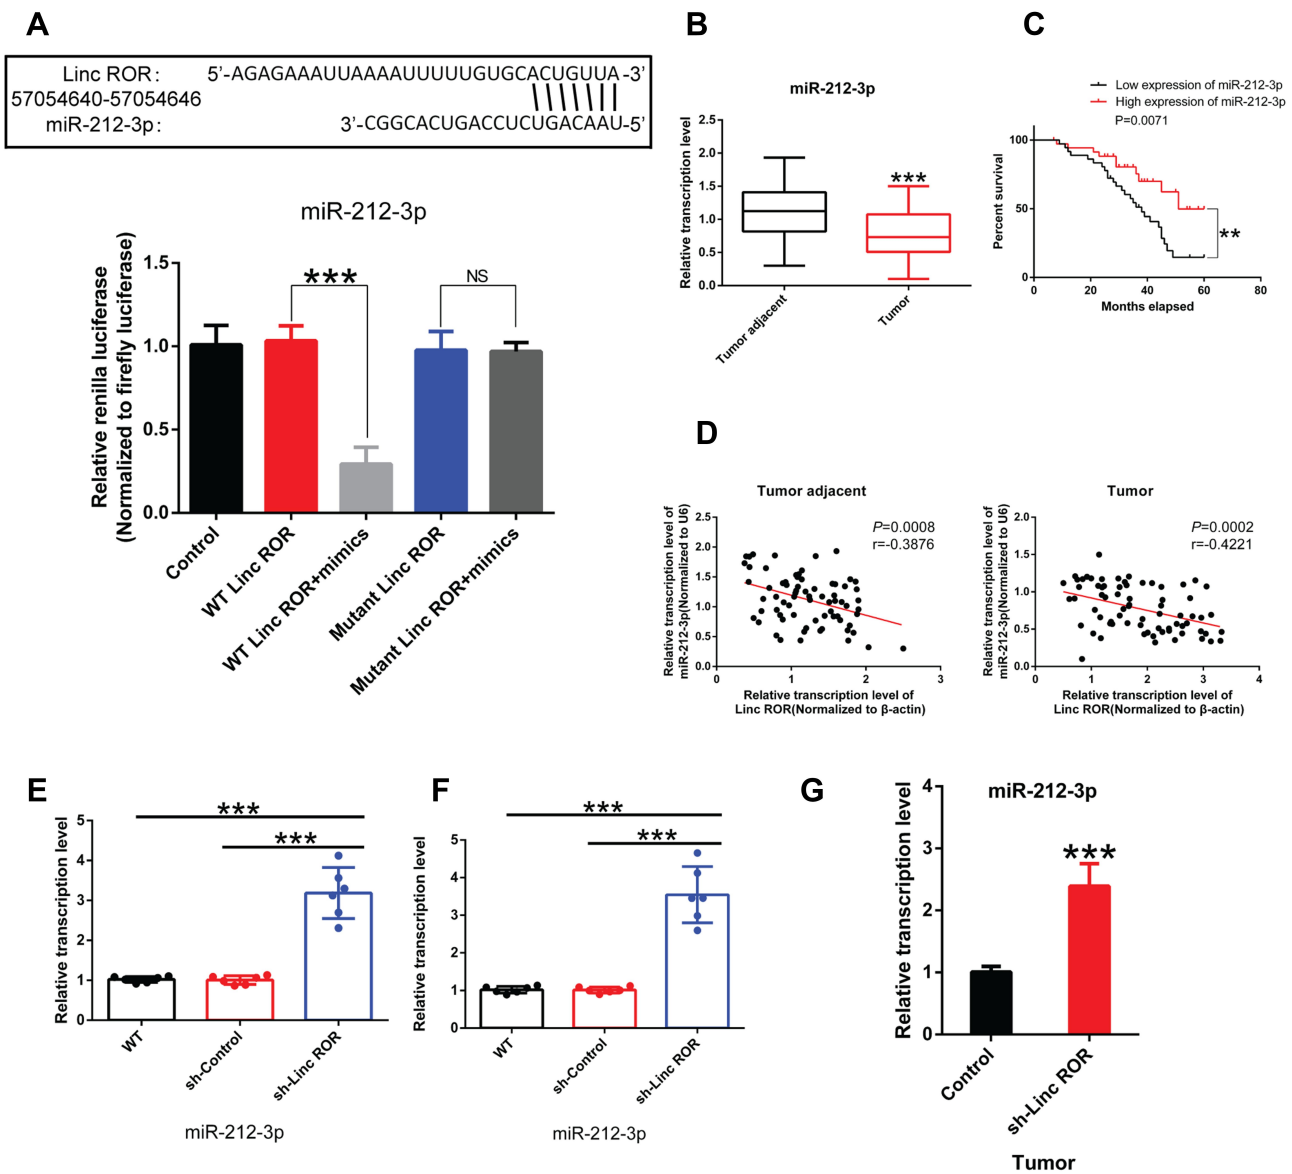 A
Linc ROR: 5'-AGAGAAAUUAAAAUUUUUGUGCACUGUUA-3'
57054640-57054646
miR-212-3p: 3'-CGGCACUGACCUCUGACAAU-5'
miR-212-3p
Relative renilla luciferase
(Normalized to firefly luciferase)
1.5
1.0
0.5
0.0
***
NS
Control
WT Linc ROR
WT Linc ROR+mimics
Mutant Linc ROR
Mutant Linc ROR+mimics
B
miR-212-3p
Relative transcription level
2.5
2.0
1.5
1.0
0.5
0.0
***
Tumor adjacent
Tumor
C
Low expression of miR-212-3p
High expression of miR-212-3p
P=0.0071
Percent survival
100
50
0
**
0 20 40 60 80
Months elapsed
D
Tumor adjacent
Relative transcription level of
miR-212-3p(Normalized to U6)
2.5
2.0
1.5
1.0
0.5
0.0
P=0.0008
r=-0.3876
0 1 2 3
Relative transcription level of
Linc ROR(Normalized to β-actin)
Tumor
Relative transcription level of
miR-212-3p(Normalized to U6)
2.0
1.5
1.0
0.5
0.0
P=0.0002
r=-0.4221
0 1 2 3 4
Relative transcription level of
Linc ROR(Normalized to β-actin)
E
Relative transcription level
5
4
3
2
1
0
***
***
WT
sh-Control
sh-Linc ROR
miR-212-3p
F
Relative transcription level
5
4
3
2
1
0
***
***
WT
sh-Control
sh-Linc ROR
miR-212-3p
G
miR-212-3p
Relative transcription level
4
3
2
1
0
***
Control
sh-Linc ROR
Tumor